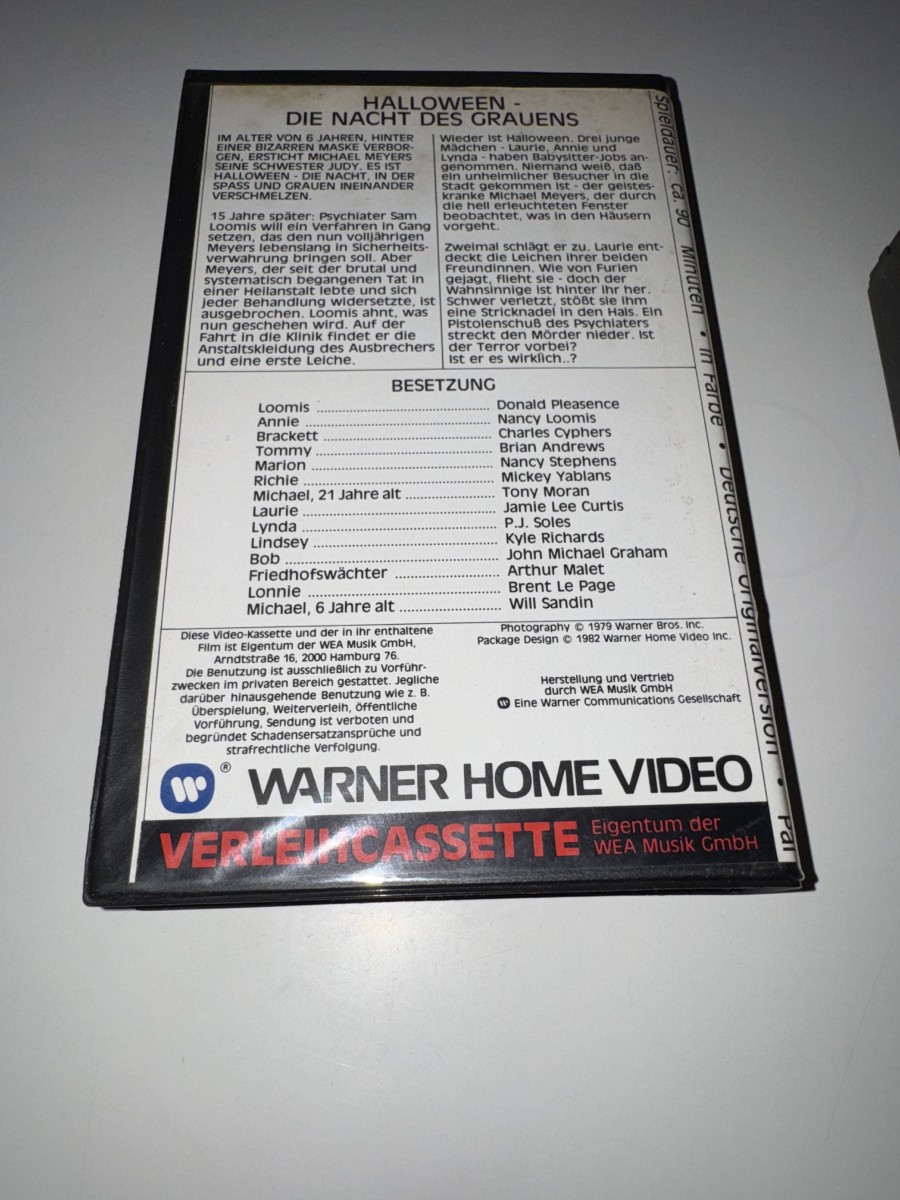 HALLOWEEN -
DIE NACHT DES GRAUENS
IM ALTER VON 6 JAHREN, HINTER
EINER BIZARREN MASKE VERBOR-
GEN, ERSTICHT MICHAEL MEYERS
SEINE SCHWESTER JUDY. ES IST
HALLOWEEN - DIE NACHT, IN DER
SPASS UND GRAUEN INEINANDER
VERSCHMELZEN.
15 Jahre später: Psychiater Sam
Loomis will ein Verfahren in Gang
setzen, das den nun volljährigen
Meyers lebenslang in Sicherheits-
verwahrung bringen soll. Aber
Meyers, der seit der brutal und
systematisch begangenen Tat in
einer Heilanstalt lebte und sich
jeder Behandlung widersetzte, ist
ausgebrochen. Loomis ahnt, was
nun geschehen wird. Auf der
Fahrt in die Klinik findet er die
Anstaltskleidung des Ausbrechers
und eine erste Leiche.
Wieder ist Halloween. Drei junge
Mädchen - Laurie, Annie und
Lynda - haben Babysitter-Jobs an-
genommen. Niemand weiß, daß
ein unheimlicher Besucher in die
Stadt gekommen ist - der geistes-
kranke Michael Meyers, der durch
die hell erleuchteten Fenster
beobachtet, was in den Häusern
vorgeht.
Zweimal schlägt er zu. Laurie ent-
deckt die Leichen ihrer beiden
Freundinnen. Wie von Furien
gejagt, flieht sie - doch der
Wahnsinnige ist hinter ihr her.
Schwer verletzt, stößt sie ihm
eine Stricknadel in den Hals. Ein
Pistolenschuß des Psychiaters
streckt den Mörder nieder. Ist
der Terror vorbei?
Ist er es wirklich..?
BESETZUNG
Loomis ........ Donald Pleasence
Annie ........ Nancy Loomis
Brackett ........ Charles Cyphers
Tommy ........ Brian Andrews
Marion ........ Nancy Stephens
Richie ........ Mickey Yablans
Michael, 21 Jahre alt ........ Tony Moran
Laurie ........ Jamie Lee Curtis
Lynda ........ P.J. Soles
Lindsey ........ Kyle Richards
Bob ........ John Michael Graham
Friedhofswächter ........ Arthur Malet
Lonnie ........ Brent Le Page
Michael, 6 Jahre alt ........ Will Sandin
Diese Video-Kassette und der in ihr enthaltene
Film ist Eigentum der WEA Musik GmbH,
Arndtstraße 16, 2000 Hamburg 76.
Die Benutzung ist ausschließlich zu Vorführ-
zwecken im privaten Bereich gestattet. Jegliche
darüber hinausgehende Benutzung wie z. B.
Überspielung, Weiterverleih, öffentliche
Vorführung, Sendung ist verboten und
begründet Schadensersatzansprüche und
strafrechtliche Verfolgung.
Photography © 1979 Warner Bros. Inc.
Package Design © 1982 Warner Home Video Inc.
Herstellung und Vertrieb
durch WEA Musik GmbH
Eine Warner Communications Gesellschaft
® WARNER HOME VIDEO
VERLEIHCASSETTE
Eigentum der
WEA Musik GmbH
Spieldauer: ca. 90 Minuten • In Farbe • Deutsche Originalversion • Pal